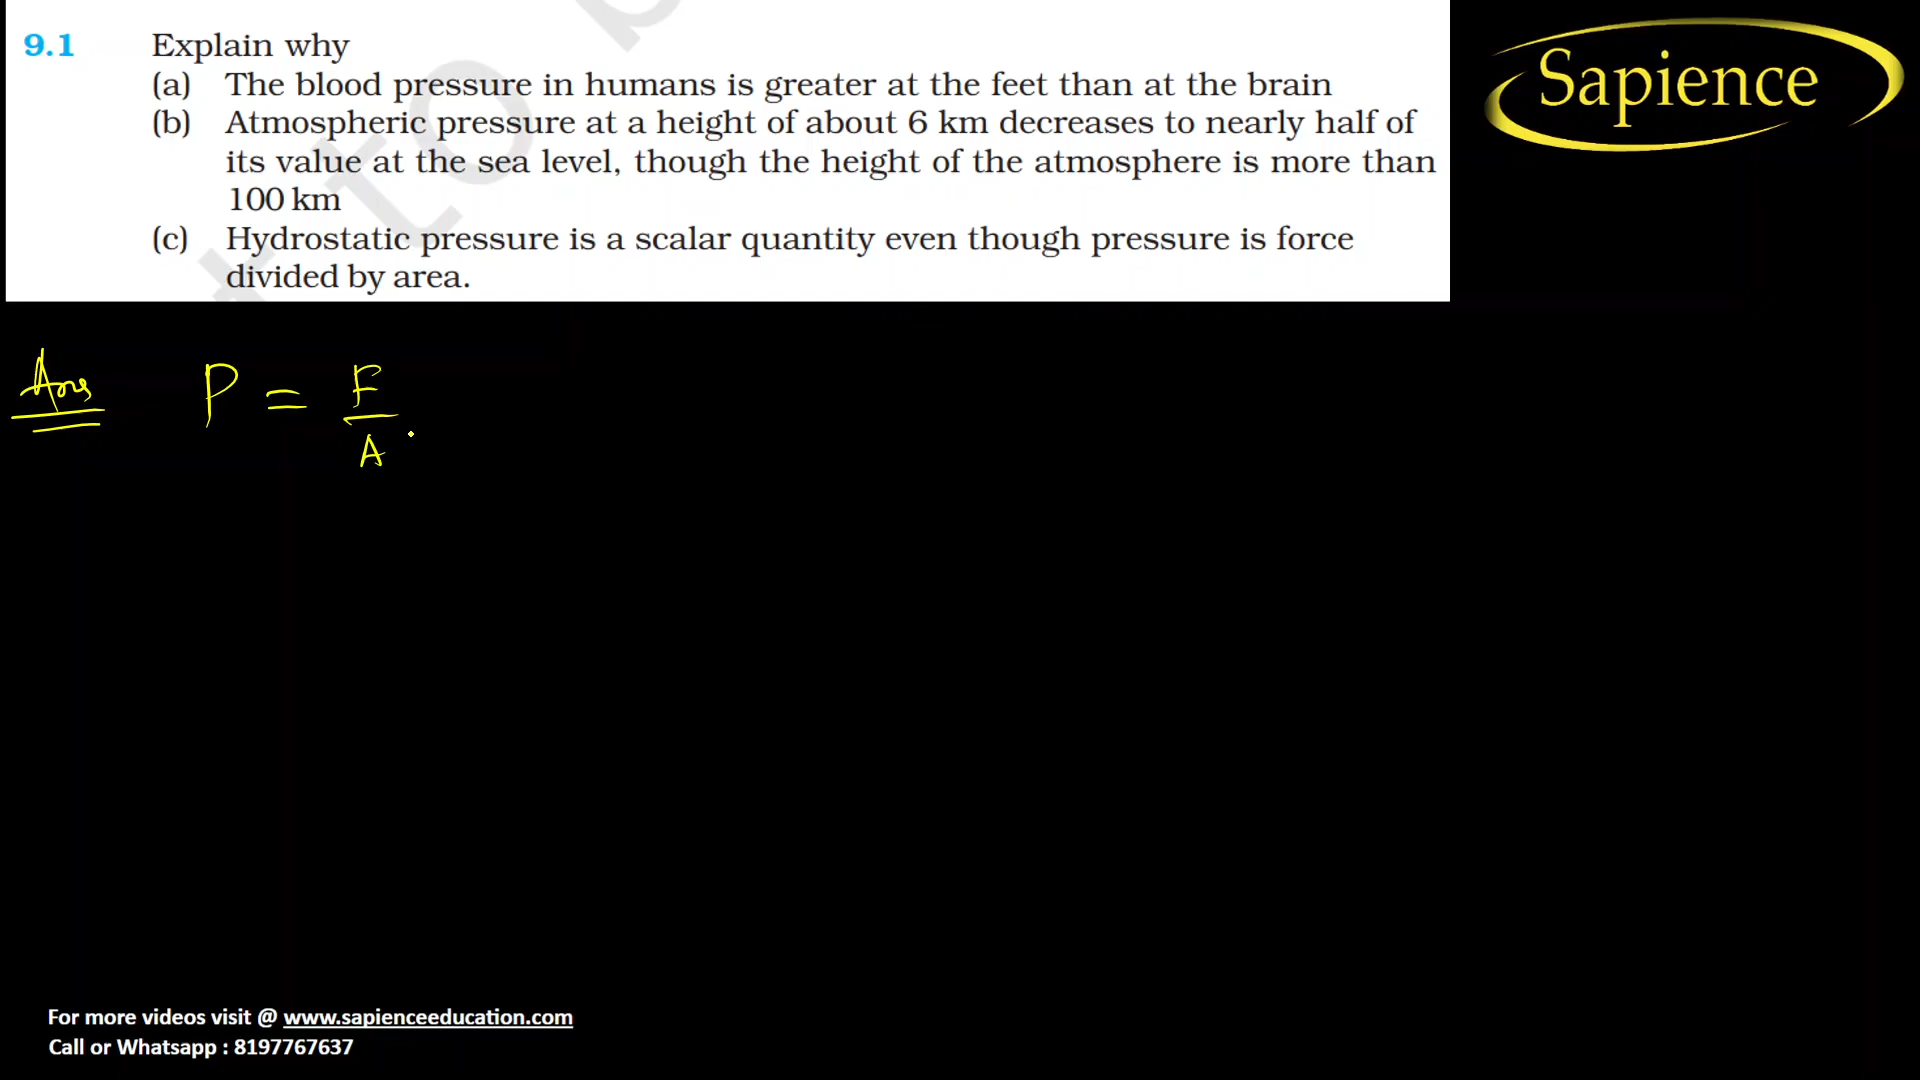 9.1 Explain why
(a) The blood pressure in humans is greater at the feet than at the brain
(b) Atmospheric pressure at a height of about 6 km decreases to nearly half of
its value at the sea level, though the height of the atmosphere is more than
100 km
(c) Hydrostatic pressure is a scalar quantity even though pressure is force
divided by area.
Sapience
Ans P = F/A
For more videos visit @ www.sapienceeducation.com
Call or Whatsapp : 8197767637